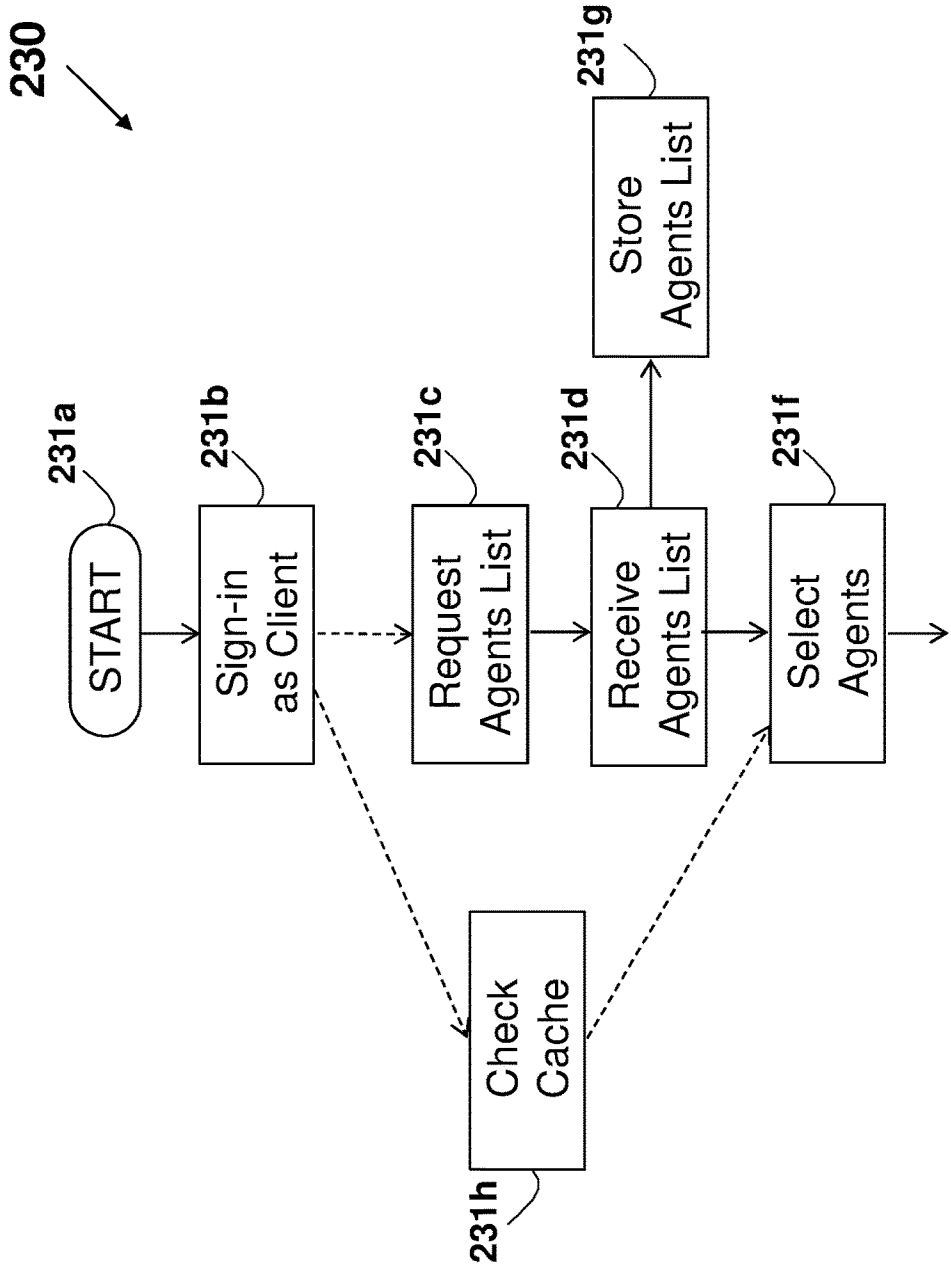 230
231a
START
231b
Sign-in
as Client
231c
Request
Agents List
231d
Receive
Agents List
231g
Store
Agents List
231h
Check
Cache
231f
Select
Agents